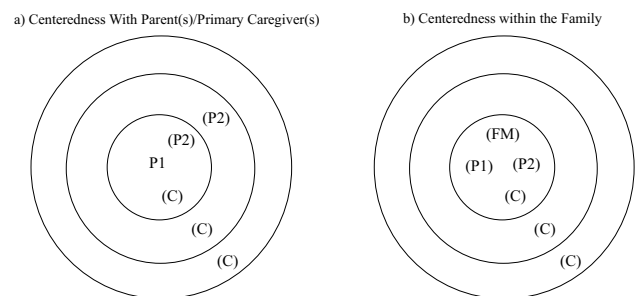 a) Centeredness With Parent(s)/Primary Caregiver(s)
(P2)
(P2)
P1
(C)
(C)
(C)
b) Centeredness within the Family
(FM)
(P1) (P2)
(C)
(C)
(C)